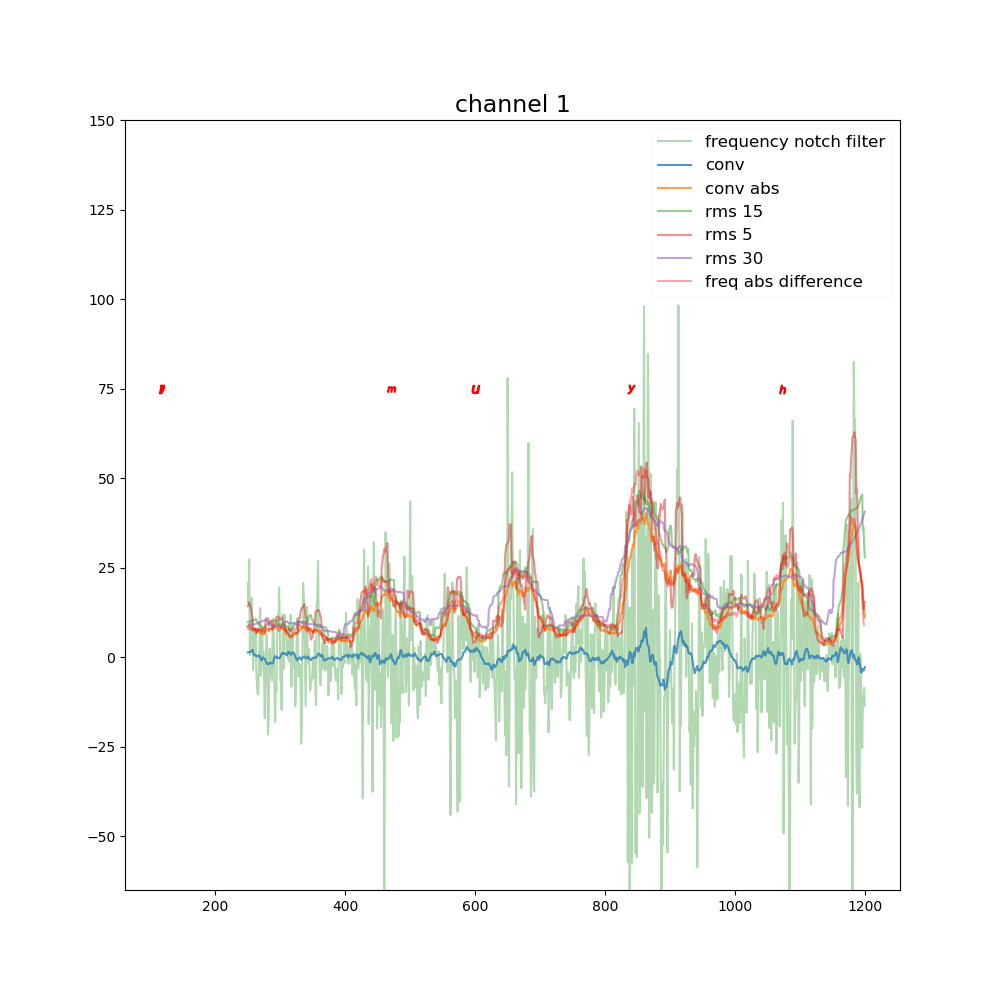 channel 1
150
125
100
75
50
25
0
−25
−50
frequency notch filter
conv
conv abs
rms 15
rms 5
rms 30
freq abs difference
m u y h
200 400 600 800 1000 1200